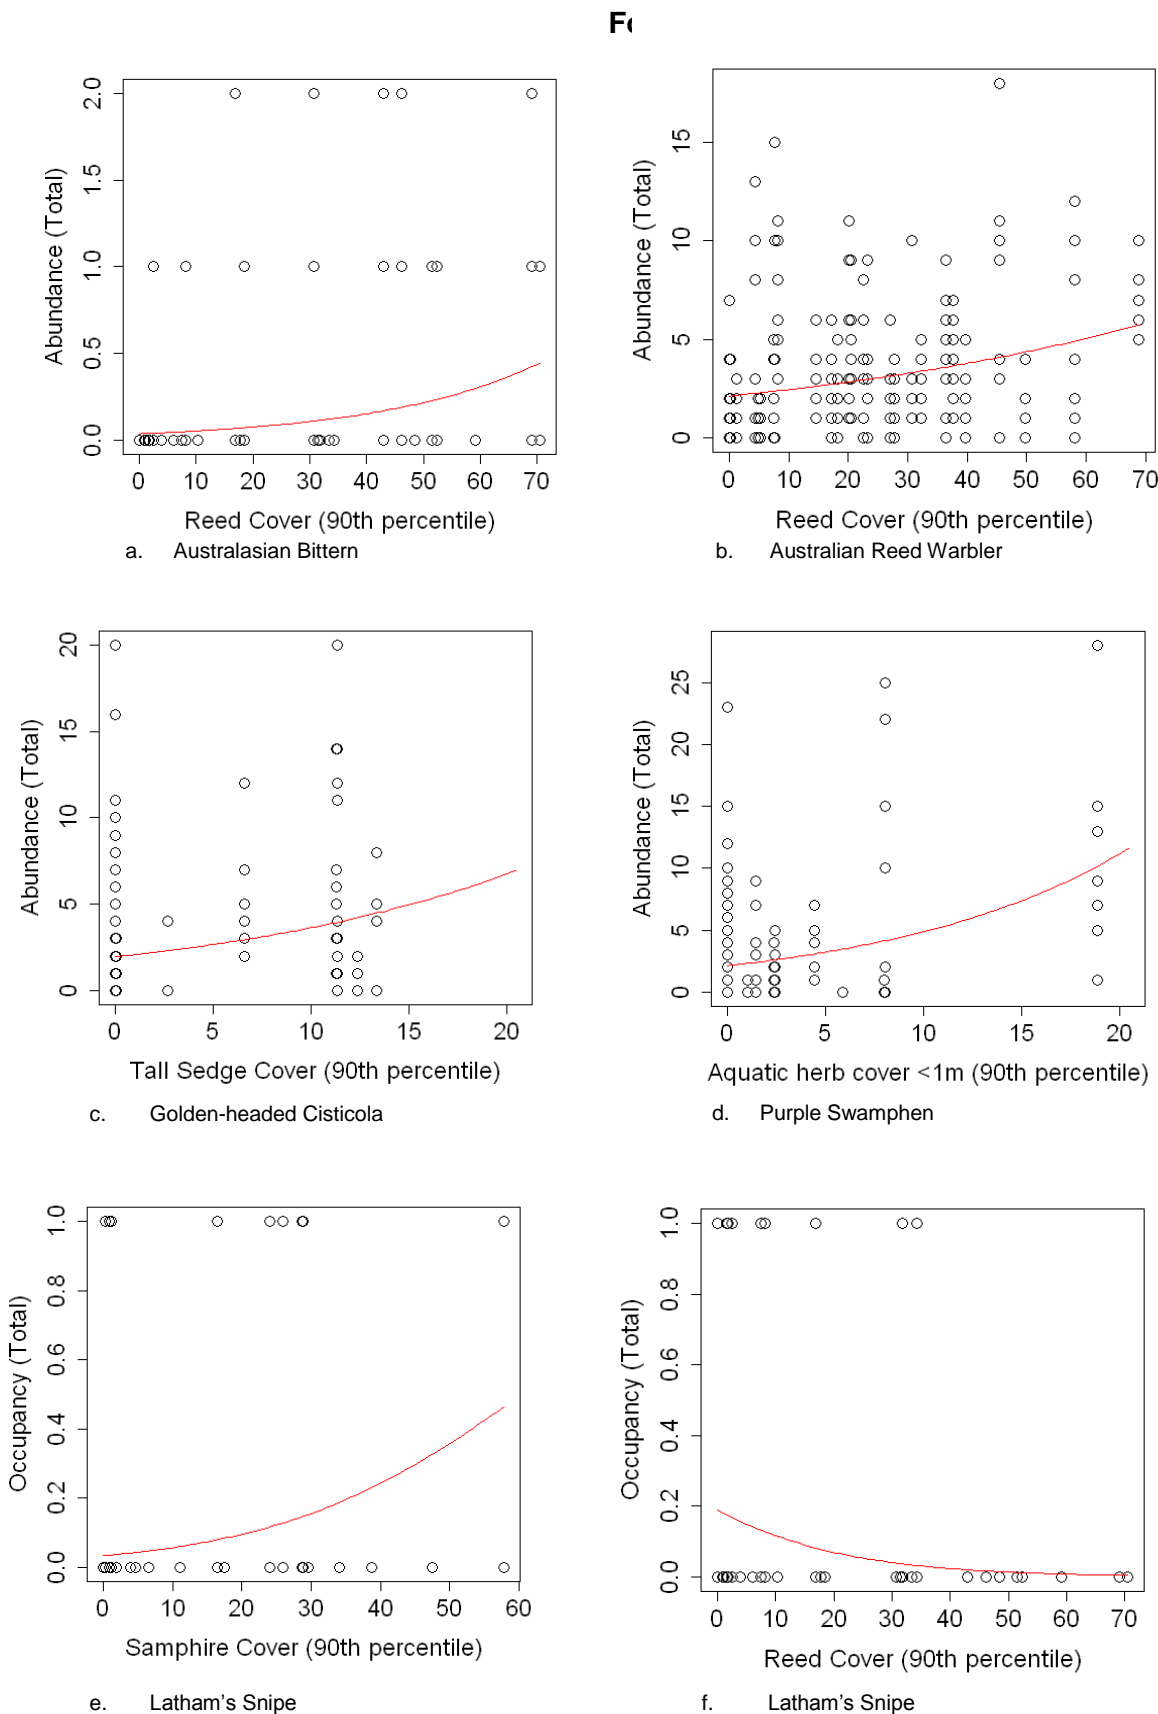 2.0
1.5
1.0
0.5
0.0
Abundance (Total)
0 10 20 30 40 50 60 70
Reed Cover (90th percentile)
a. Australasian Bittern
15
10
5
0
Abundance (Total)
0 10 20 30 40 50 60 70
Reed Cover (90th percentile)
b. Australian Reed Warbler
20
15
10
5
0
Abundance (Total)
0 5 10 15 20
Tall Sedge Cover (90th percentile)
c. Golden-headed Cisticola
25
20
15
10
5
0
Abundance (Total)
0 5 10 15 20
Aquatic herb cover <1m (90th percentile)
d. Purple Swamphen
1.0
0.8
0.6
0.4
0.2
0.0
Occupancy (Total)
0 10 20 30 40 50 60
Samphire Cover (90th percentile)
e. Latham’s Snipe
1.0
0.8
0.6
0.4
0.2
0.0
Occupancy (Total)
0 10 20 30 40 50 60 70
Reed Cover (90th percentile)
f. Latham’s Snipe